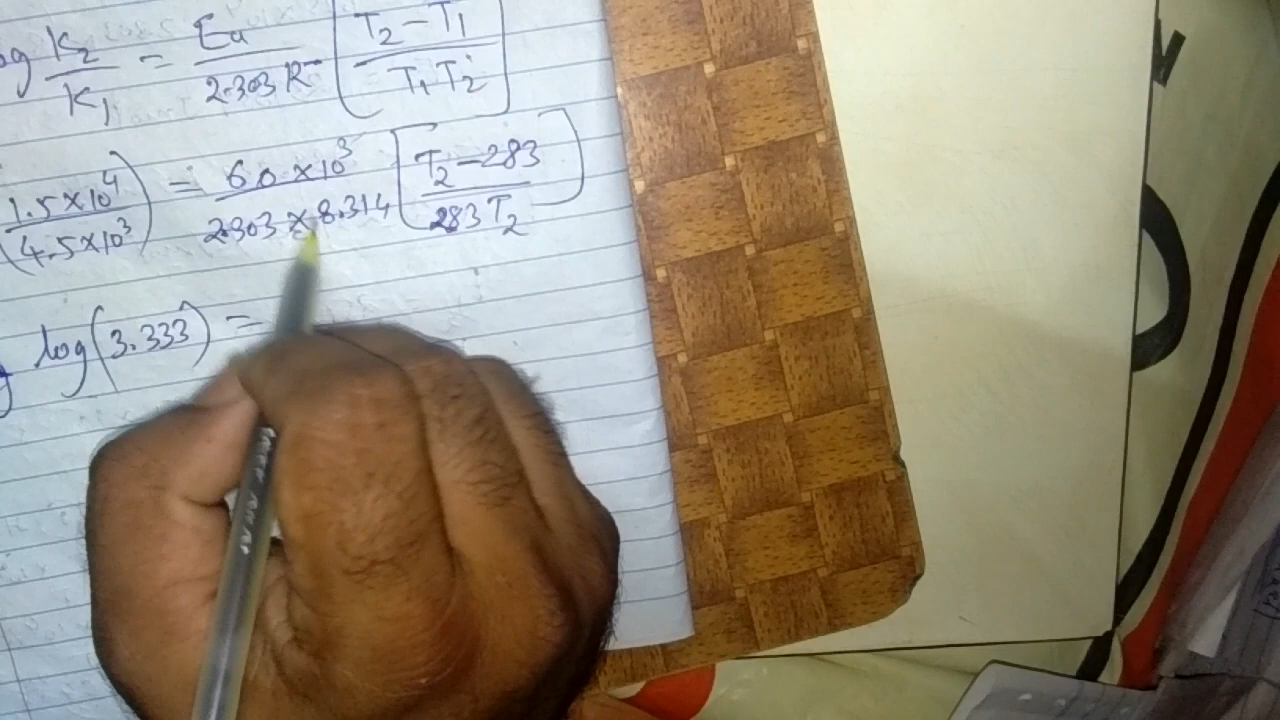 log K2/K1 = Ea/2.303 R [T2 - T1/T1 T2]
(1.5×10^4/4.5×10^3) = 60×10^3/2.303×8.314 [T2 - 283/283 T2]
log(3.333) =